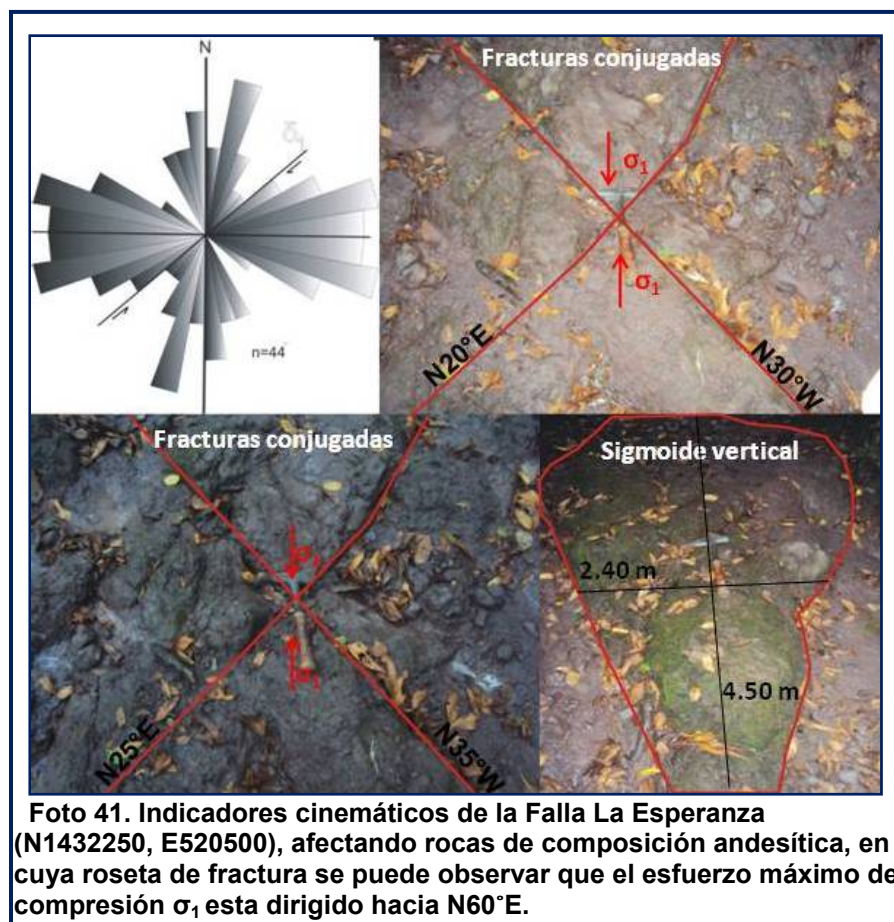 N
σ̄1
n=44
Fracturas conjugadas
σ1
σ1
N20°E
N30°W
Fracturas conjugadas
σ1
σ1
N25°E
N35°W
Sigmoide vertical
2.40 m
4.50 m
Foto 41. Indicadores cinemáticos de la Falla La Esperanza
(N1432250, E520500), afectando rocas de composición andesítica, en
cuya roseta de fractura se puede observar que el esfuerzo máximo de
compresión σ1 esta dirigido hacia N60°E.